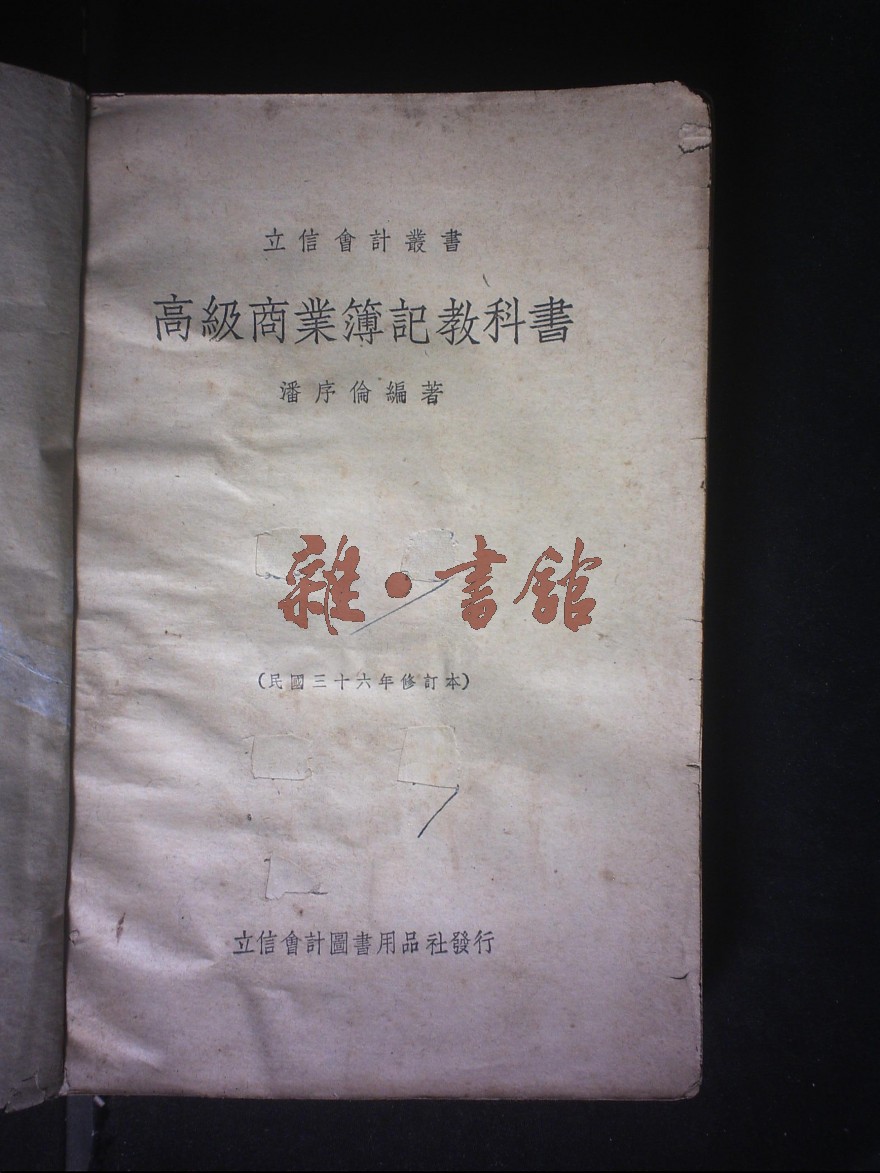 立信會計叢書
高級商業簿記教科書
潘序倫編著
雜·書館
(民國三十六年修訂本)
立信會計圖書用品社發行